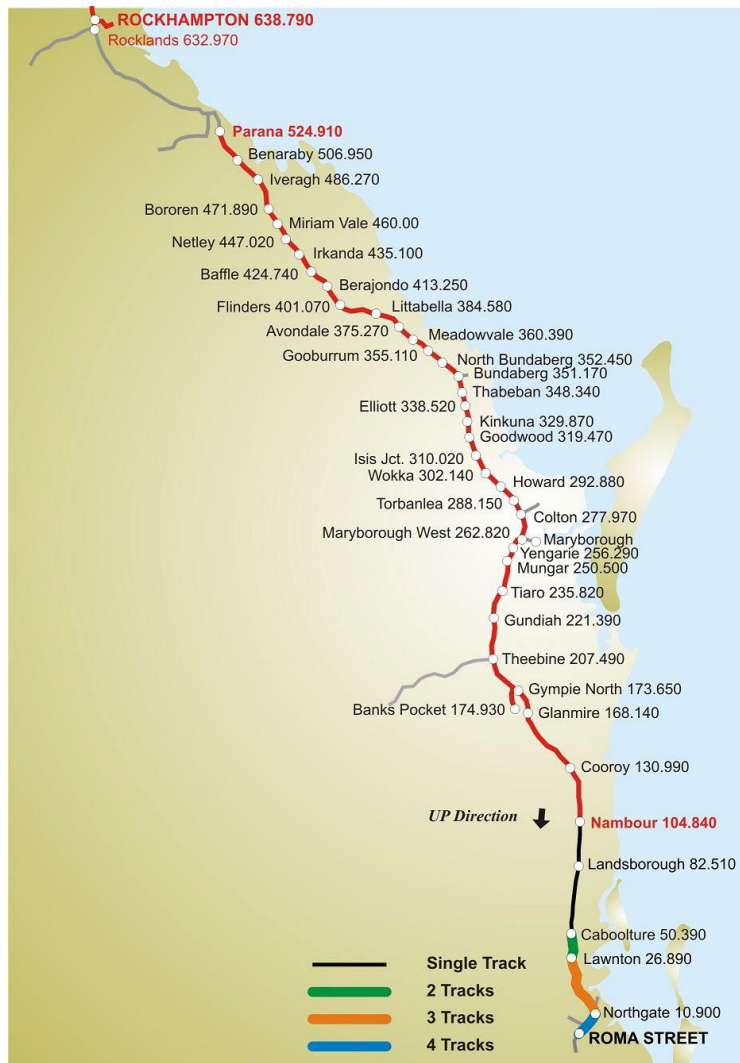 ROCKHAMPTON 638.790
Rocklands 632.970
Parana 524.910
Benaraby 506.950
Iveragh 486.270
Bororen 471.890
Miriam Vale 460.00
Netley 447.020
Irkanda 435.100
Baffle 424.740
Berajondo 413.250
Flinders 401.070
Littabella 384.580
Avondale 375.270
Meadowvale 360.390
Gooburrum 355.110
North Bundaberg 352.450
Bundaberg 351.170
Thabeban 348.340
Elliott 338.520
Kinkuna 329.870
Goodwood 319.470
Isis Jct. 310.020
Wokka 302.140
Howard 292.880
Torbanlea 288.150
Colton 277.970
Maryborough West 262.820
Maryborough
Yengarie 256.290
Mungar 250.500
Tiaro 235.820
Gundiah 221.390
Theebine 207.490
Gympie North 173.650
Banks Pocket 174.930
Glanmire 168.140
Cooroy 130.990
UP Direction
Nambour 104.840
Landsborough 82.510
Caboolture 50.390
Lawnton 26.890
Northgate 10.900
ROMA STREET
Single Track
2 Tracks
3 Tracks
4 Tracks